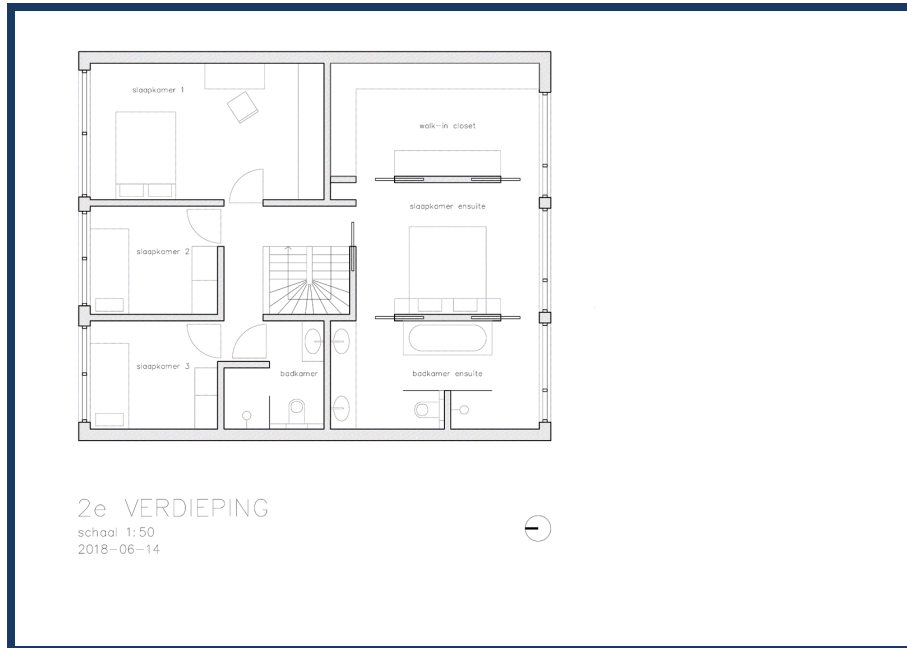 slaapkamer 1
walk-in closet
slaapkamer ensuite
slaapkamer 2
slaapkamer 3
badkamer
badkamer ensuite
2e VERDIEPING
schaal 1:50
2018-06-14